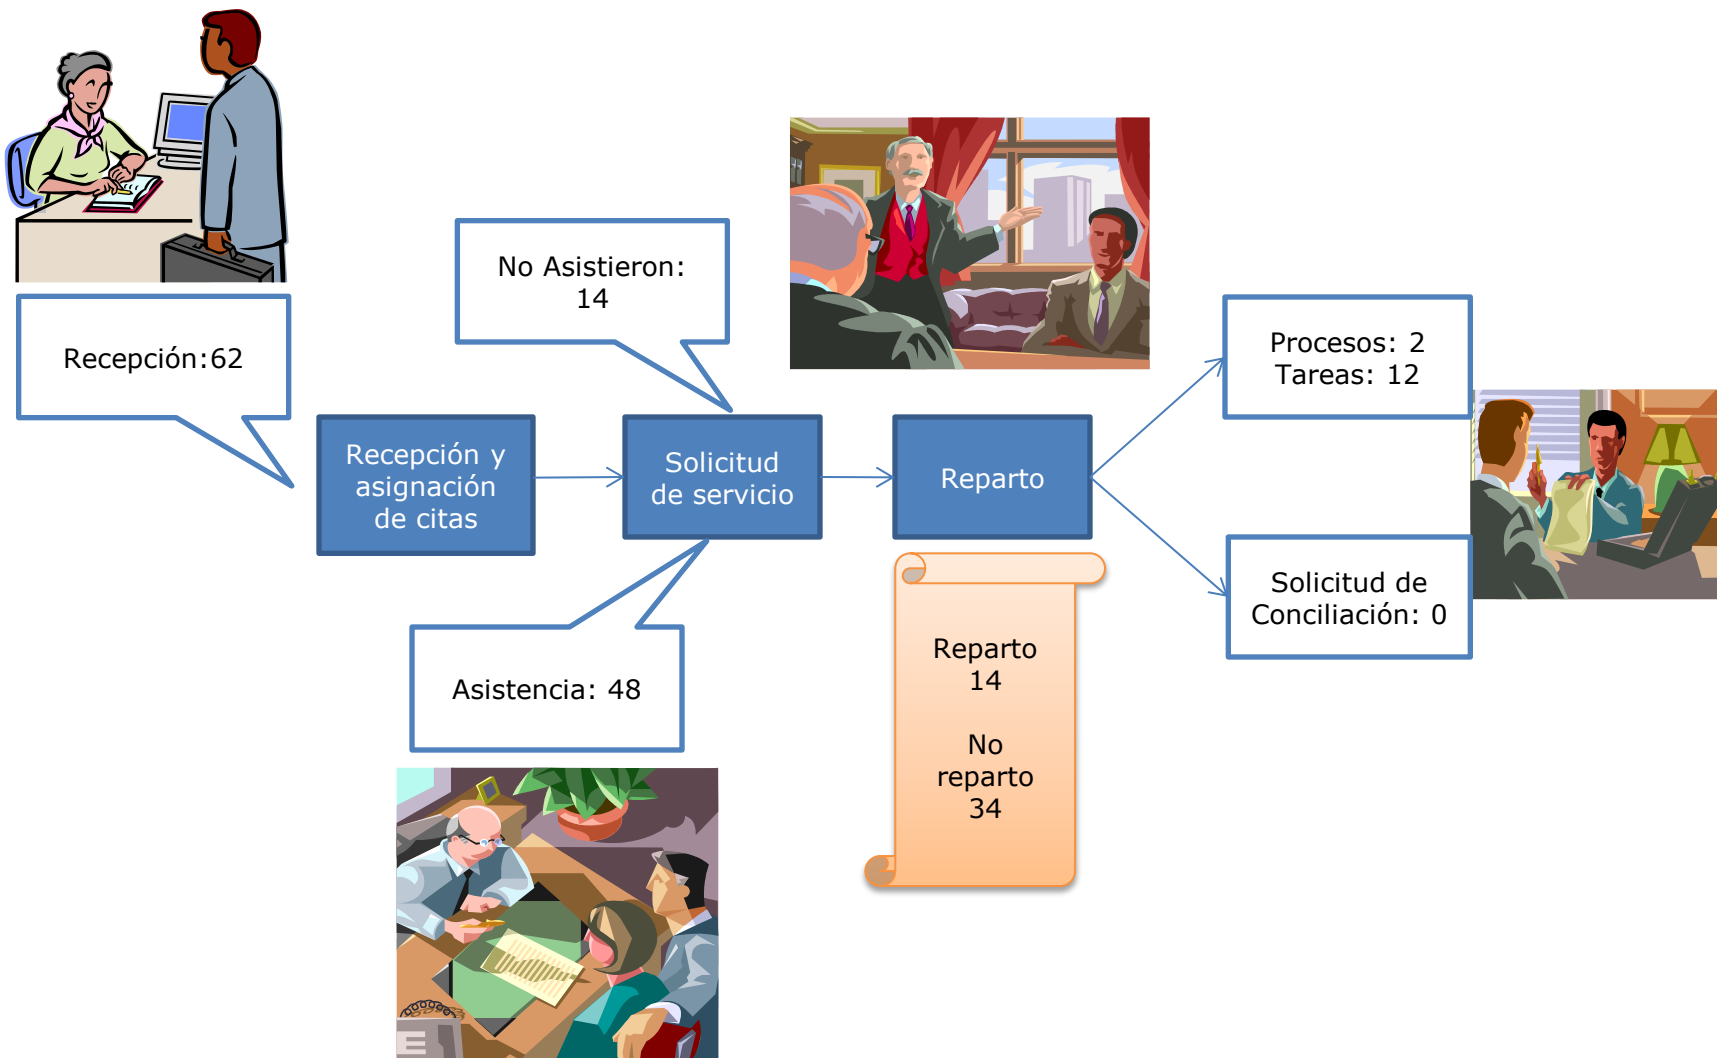 No Asistieron:
14
Recepción:62
Procesos: 2
Tareas: 12
Recepción y
asignación
de citas
Solicitud
de servicio
Reparto
Solicitud de
Conciliación: 0
Asistencia: 48
Reparto
14
No
reparto
34